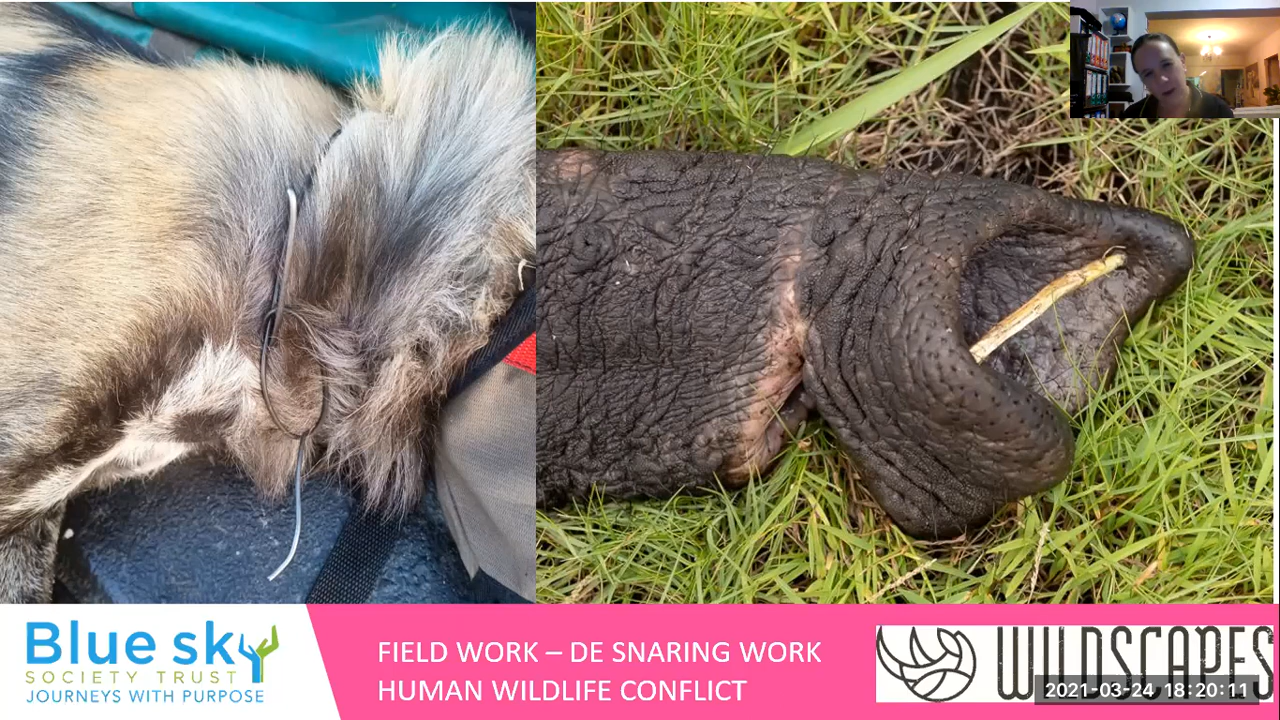 Blue sky
SOCIETY TRUST
JOURNEYS WITH PURPOSE
FIELD WORK – DE SNARING WORK
HUMAN WILDLIFE CONFLICT
WILDSCAPES
2021-03-24 18:20:11